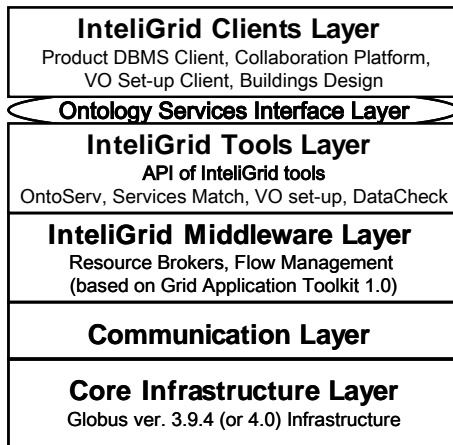 InteliGrid Clients Layer
Product DBMS Client, Collaboration Platform,
VO Set-up Client, Buildings Design
Ontology Services Interface Layer
InteliGrid Tools Layer
API of InteliGrid tools
OntoServ, Services Match, VO set-up, DataCheck
InteliGrid Middleware Layer
Resource Brokers, Flow Management
(based on Grid Application Toolkit 1.0)
Communication Layer
Core Infrastructure Layer
Globus ver. 3.9.4 (or 4.0) Infrastructure